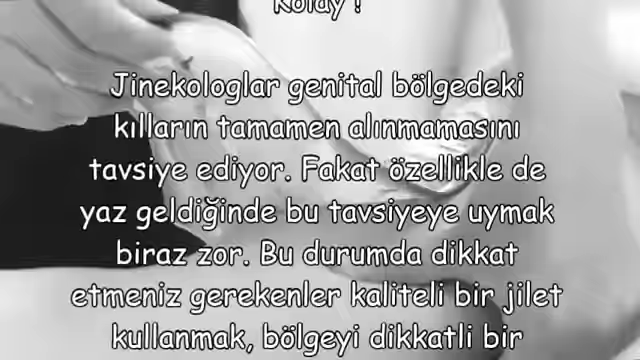 Kolay !
Jinekologlar genital bölgedeki
kılların tamamen alınmamasını
tavsiye ediyor. Fakat özellikle de
yaz geldiğinde bu tavsiyeye uymak
biraz zor. Bu durumda dikkat
etmeniz gerekenler kaliteli bir jilet
kullanmak, bölgeyi dikkatli bir